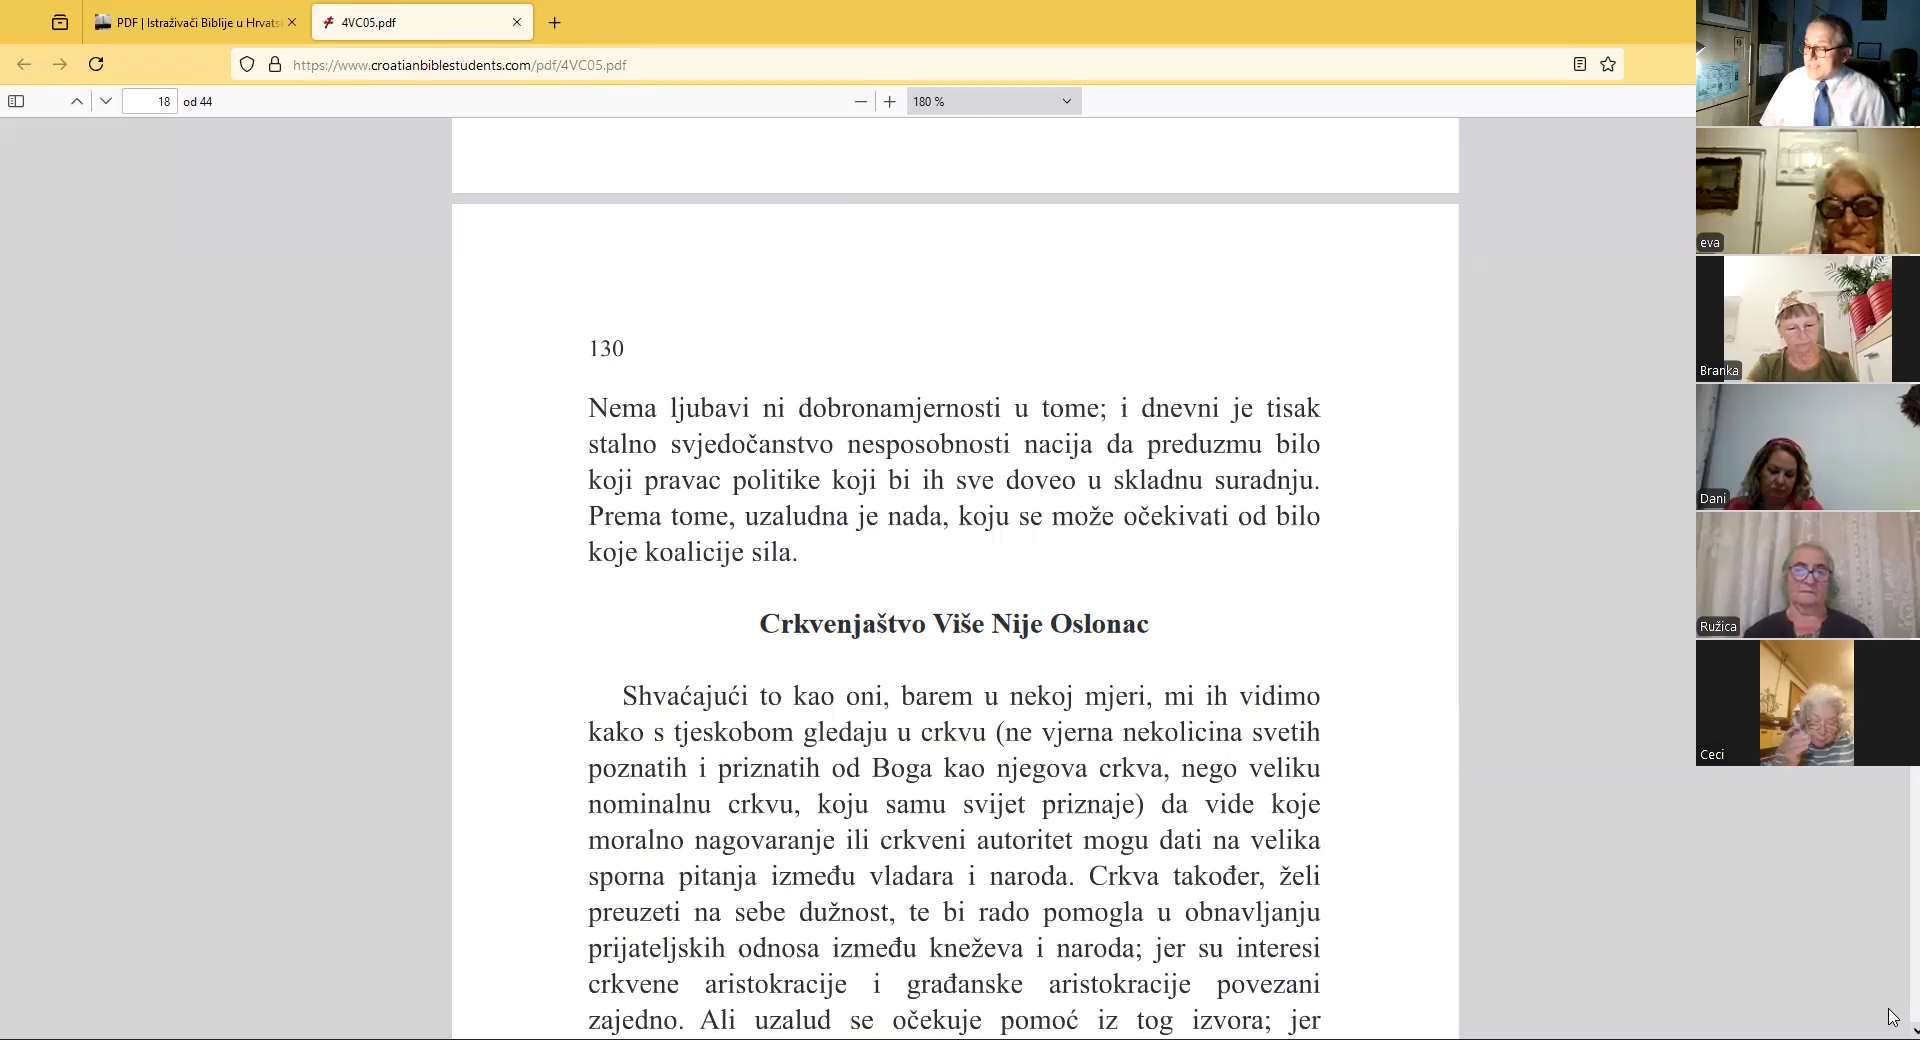 PDF | Istraživači Biblije u Hrvats
4VC05.pdf
https://www.croatianbiblestudents.com/pdf/4VC05.pdf
18 od 44
180 %
130
Nema ljubavi ni dobronamjernosti u tome; i dnevni je tisak
stalno svjedočanstvo nesposobnosti nacija da preduzmu bilo
koji pravac politike koji bi ih sve doveo u skladnu suradnju.
Prema tome, uzaludna je nada, koju se može očekivati od bilo
koje koalicije sila.
Crkvenjaštvo Više Nije Oslonac
Shvaćajući to kao oni, barem u nekoj mjeri, mi ih vidimo
kako s tjeskobom gledaju u crkvu (ne vjerna nekolicina svetih
poznatih i priznatih od Boga kao njegova crkva, nego veliku
nominalnu crkvu, koju samu svijet priznaje) da vide koje
moralno nagovaranje ili crkveni autoritet mogu dati na velika
sporna pitanja između vladara i naroda. Crkva također, želi
preuzeti na sebe dužnost, te bi rado pomogla u obnavljanju
prijateljskih odnosa između kneževa i naroda; jer su interesi
crkvene aristokracije i građanske aristokracije povezani
zajedno. Ali uzalud se očekuje pomoć iz tog izvora; jer
eva
Branka
Dani
Ružica
Ceci